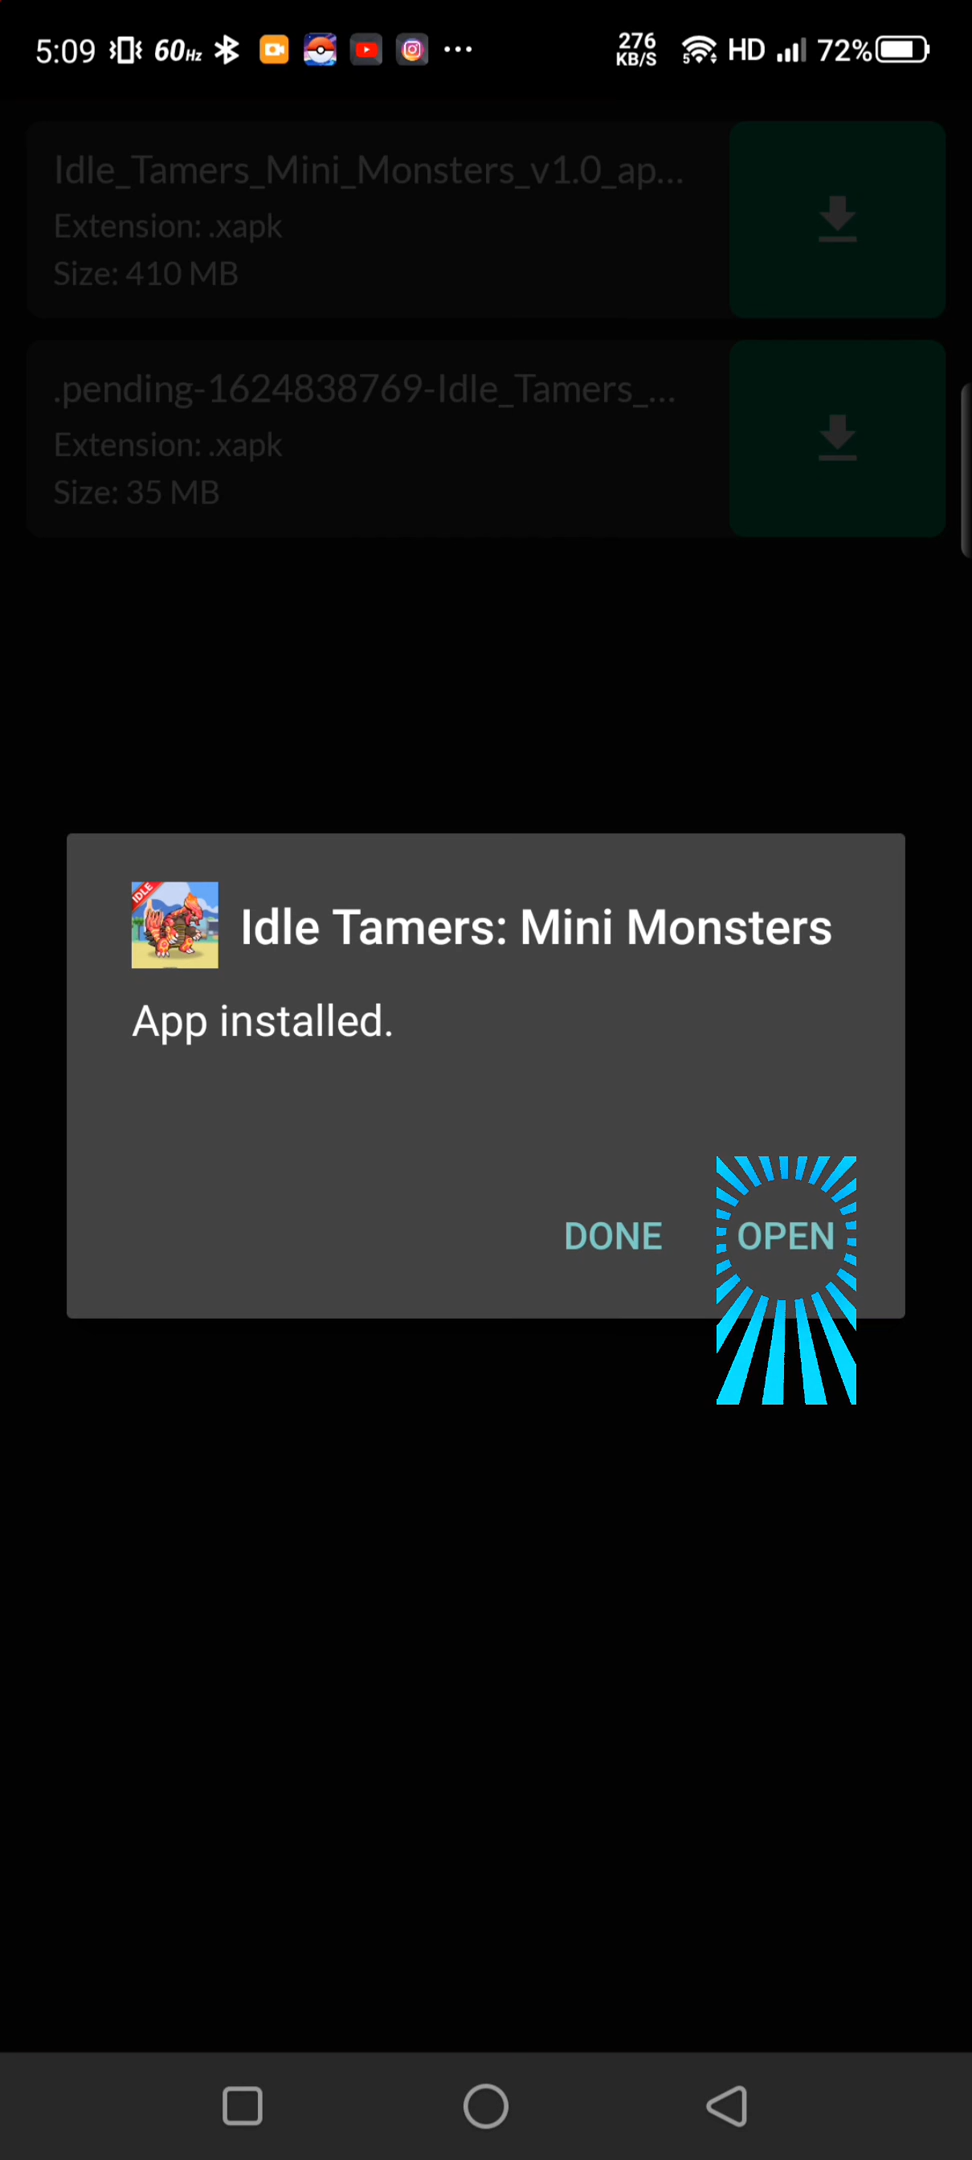 5:09 60Hz 276 KB/S 5 HD 72%
Idle_Tamers_Mini_Monsters_v1.0_ap...
Extension: .xapk
Size: 410 MB
.pending-1624838769-Idle_Tamers_...
Extension: .xapk
Size: 35 MB
IDLE
Idle Tamers: Mini Monsters
App installed.
DONE OPEN